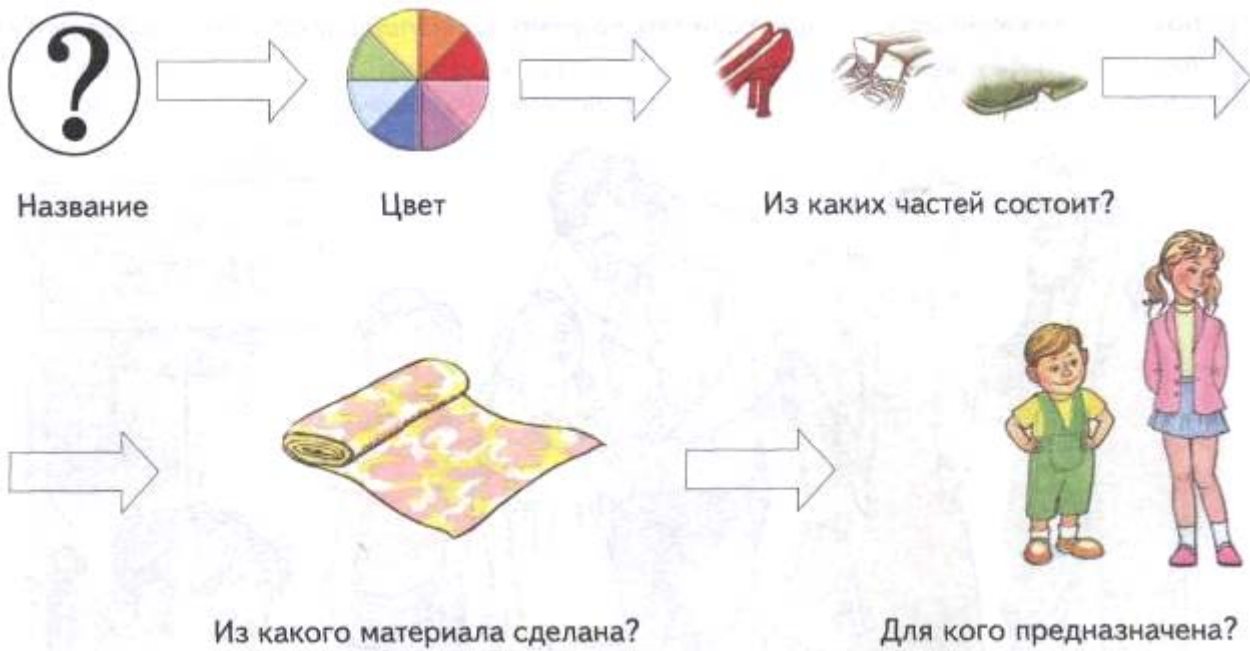 ?
Название
Цвет
Из каких частей состоит?
Из какого материала сделана?
Для кого предназначена?